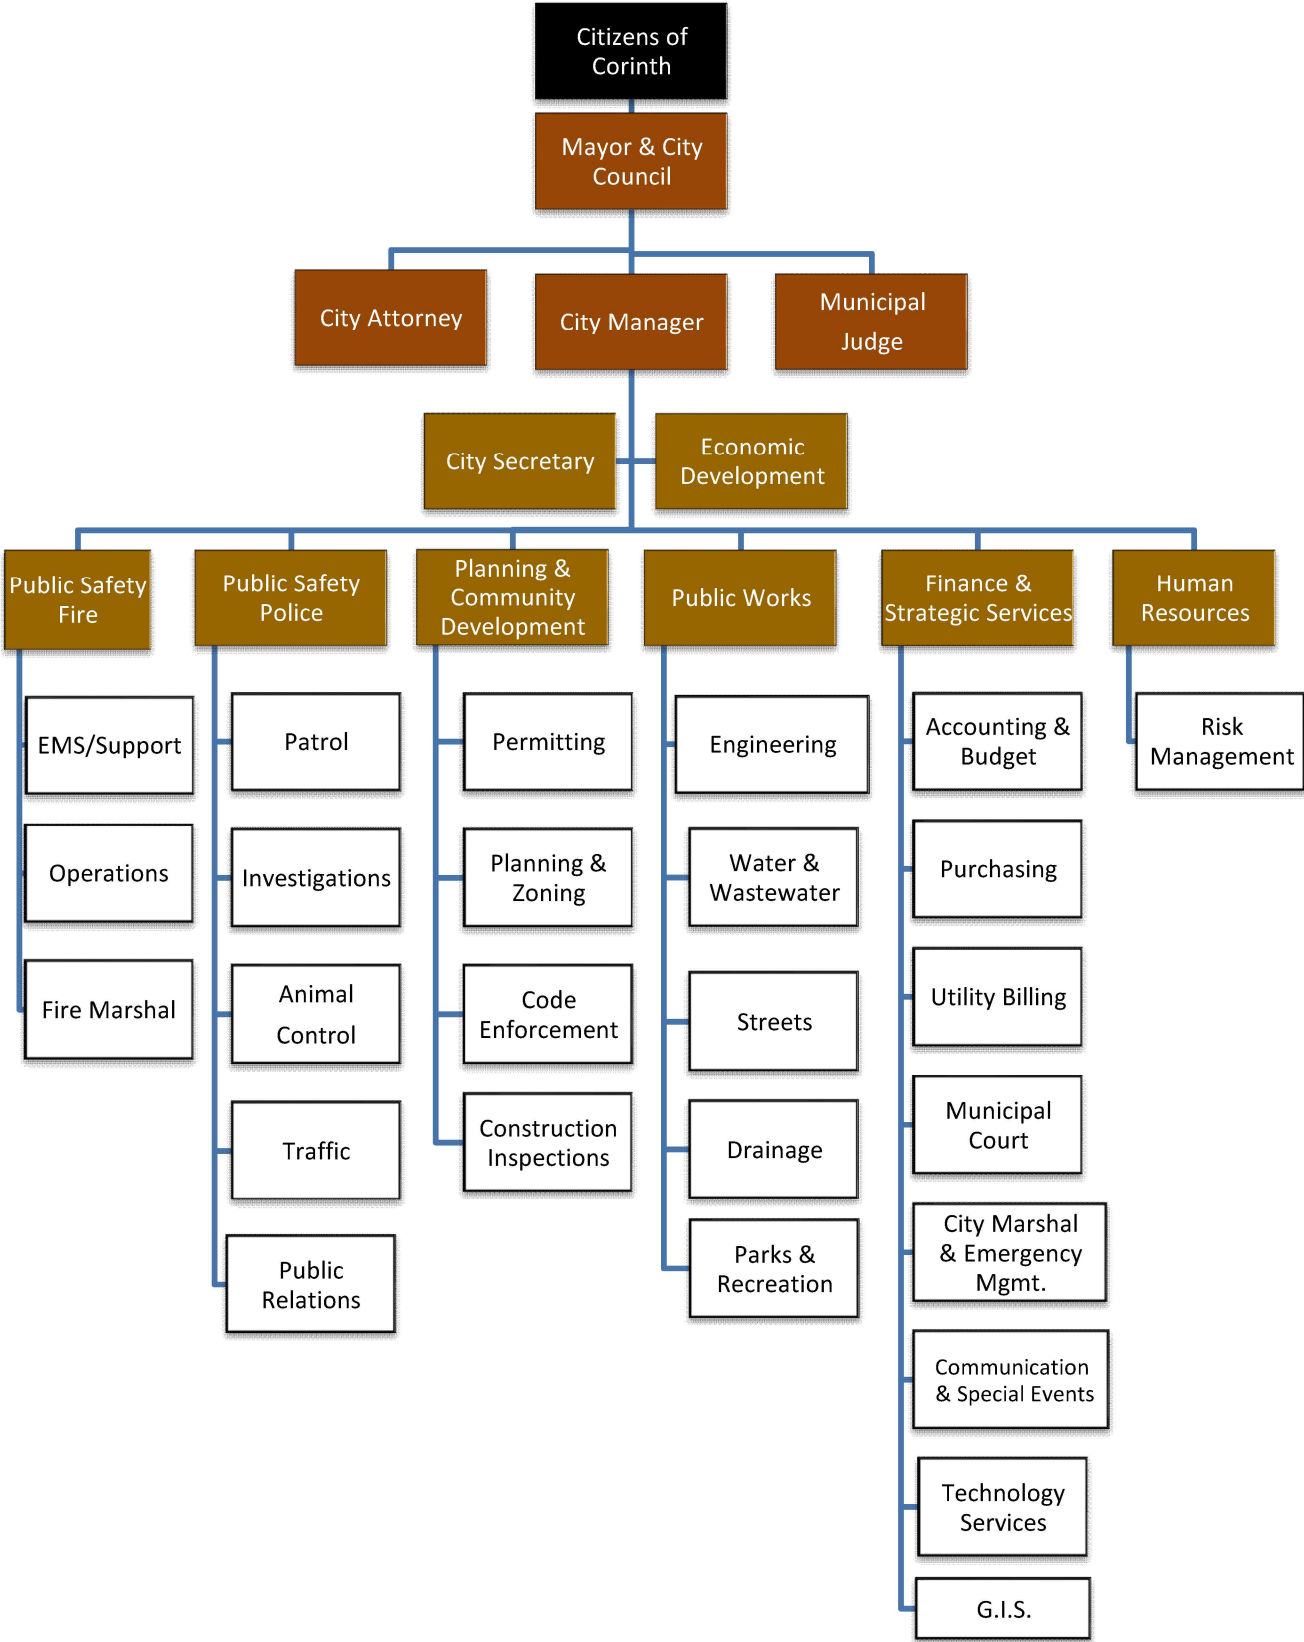 Citizens of
Corinth
Mayor & City
Council
City Attorney
City Manager
Municipal
Judge
City Secretary
Economic
Development
Public Safety
Fire
Public Safety
Police
Planning &
Community
Development
Public Works
Finance &
Strategic Services
Human
Resources
EMS/Support
Operations
Fire Marshal
Patrol
Investigations
Animal
Control
Traffic
Public
Relations
Permitting
Planning &
Zoning
Code
Enforcement
Construction
Inspections
Engineering
Water &
Wastewater
Streets
Drainage
Parks &
Recreation
Accounting &
Budget
Purchasing
Utility Billing
Municipal
Court
City Marshal
& Emergency
Mgmt.
Communication
& Special Events
Technology
Services
G.I.S.
Risk
Management